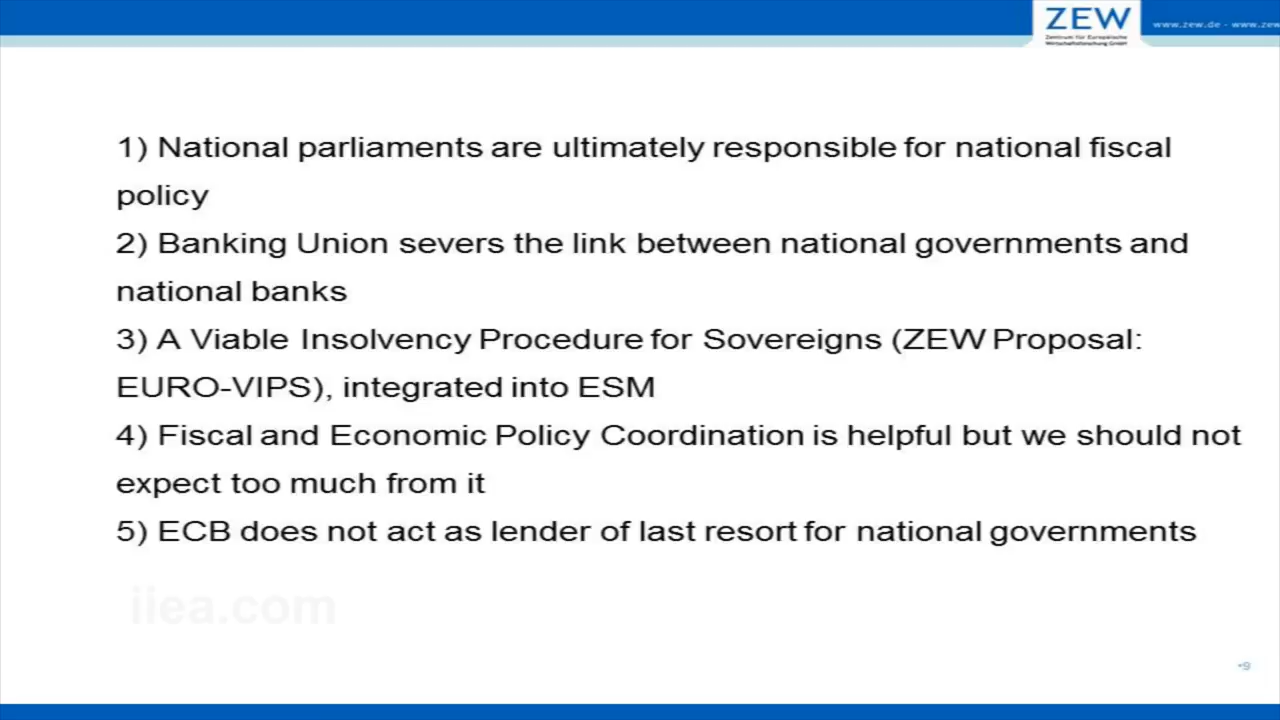 ZEW
www.zew.de - www.zew
Zentrum für Europäische
Wirtschaftsforschung GmbH
1) National parliaments are ultimately responsible for national fiscal
policy
2) Banking Union severs the link between national governments and
national banks
3) A Viable Insolvency Procedure for Sovereigns (ZEW Proposal:
EURO-VIPS), integrated into ESM
4) Fiscal and Economic Policy Coordination is helpful but we should not
expect too much from it
5) ECB does not act as lender of last resort for national governments
iiea.com
•9